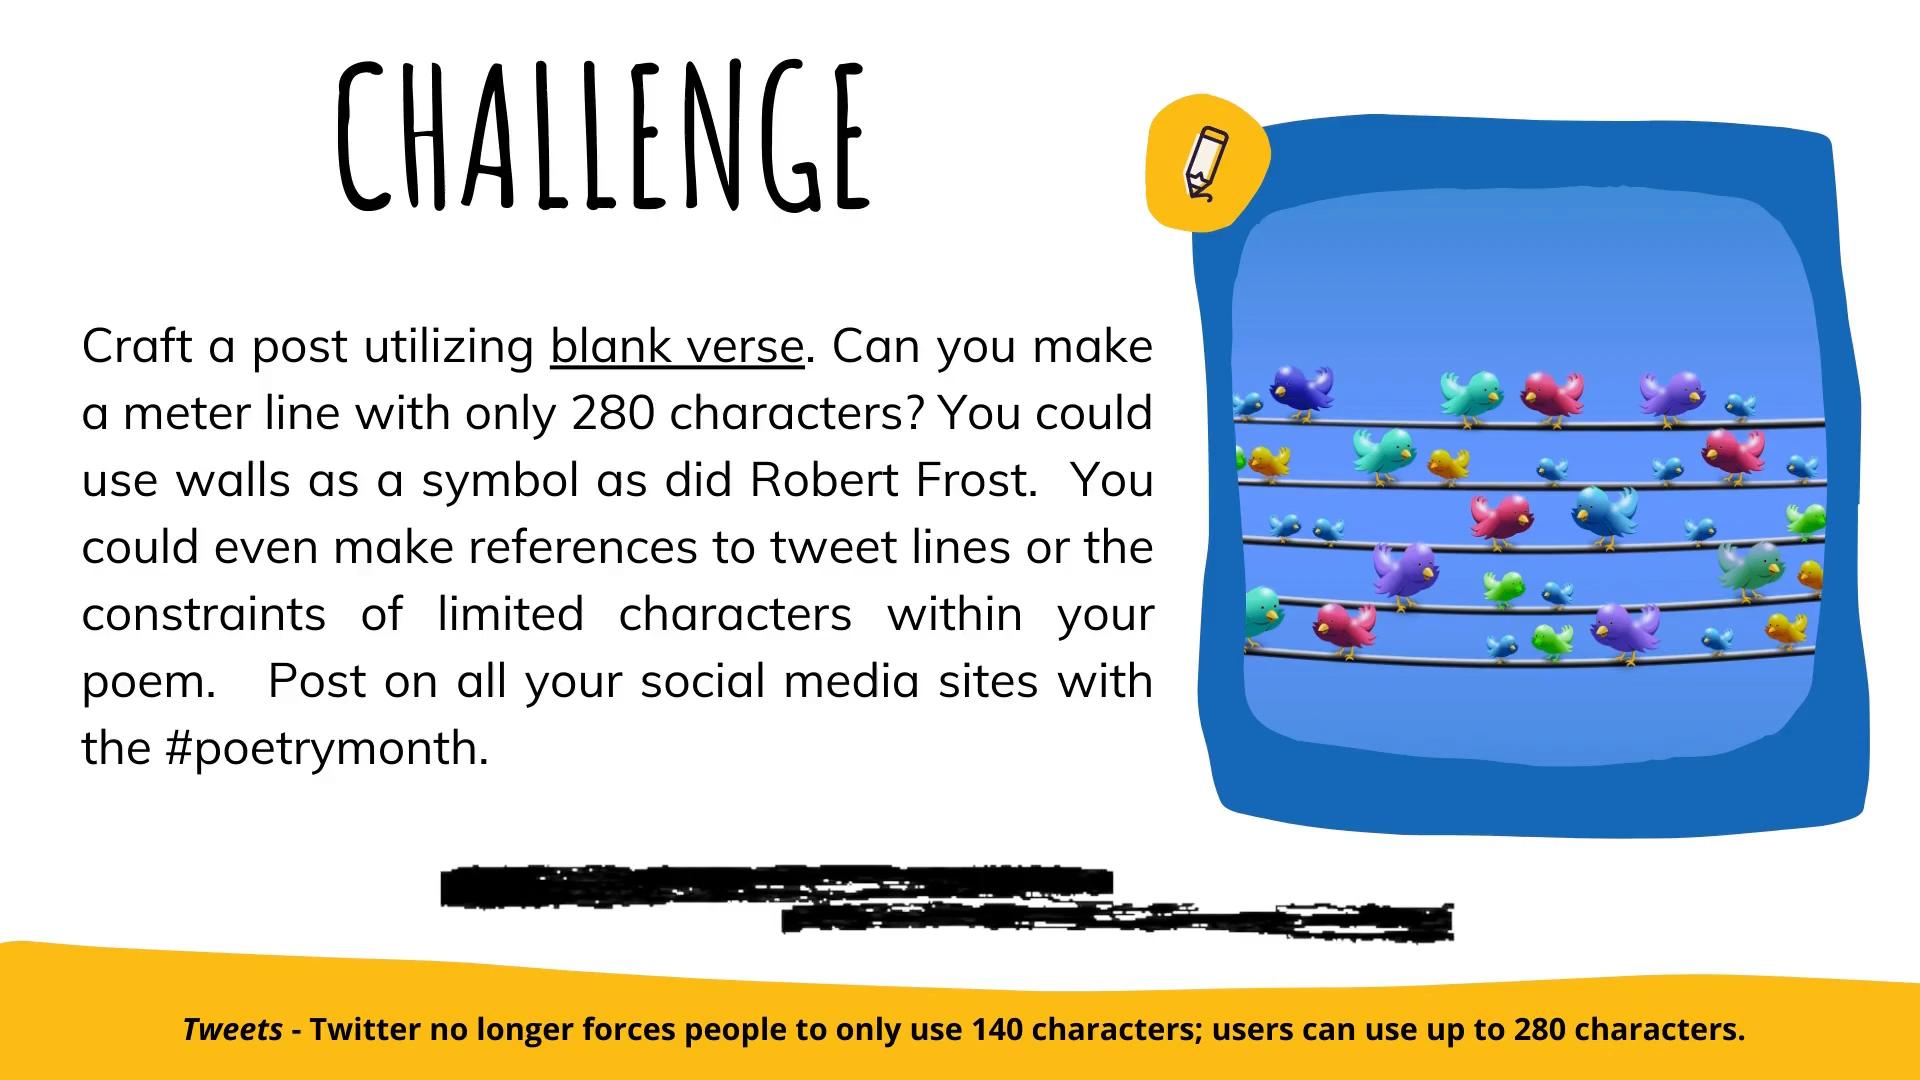 CHALLENGE
Craft a post utilizing blank verse. Can you make
a meter line with only 280 characters? You could
use walls as a symbol as did Robert Frost.  You
could even make references to tweet lines or the
constraints of limited characters within your
poem.   Post on all your social media sites with
the #poetrymonth.
Tweets - Twitter no longer forces people to only use 140 characters; users can use up to 280 characters.